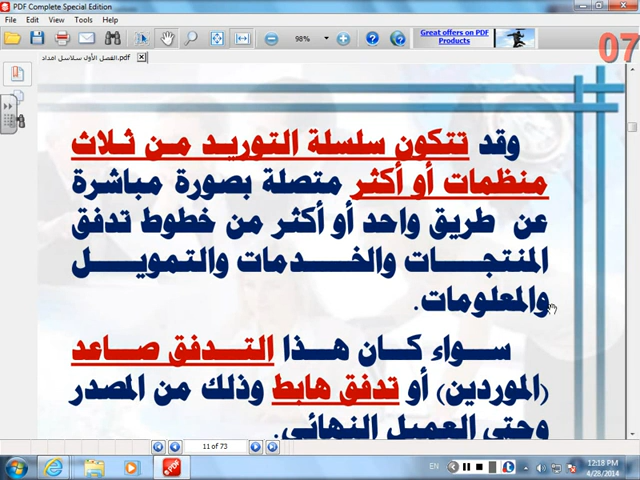 PDF Complete Special Edition
File Edit View Tools Help
98%
Great offers on PDF
Products
07
الفصل الأول سلاسل امداد.pdf
وقد تتكون سلسلة التوريد من ثلاث
منظمات أو أكثر متصلة بصورة مباشرة
عن طريق واحد أو أكثر من خطوط تدفق
المنتجات والخدمات والتمويل
والمعلومات.
سواء كان هذا التدفق صاعد
(الموردين) أو تدفق هابط وذلك من المصدر
وحتى العميل النهائي.
11 of 73
EN
12:18 PM
4/28/2014